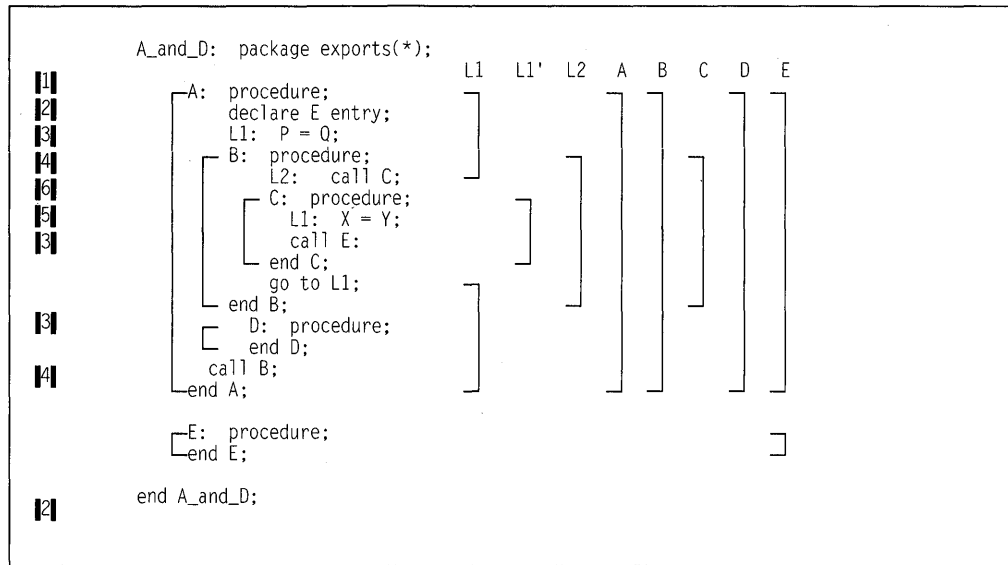 A_and_D: package exports(*);
L1 L1' L2 A B C D E
1 A: procedure;
2 declare E entry;
3 L1: P = Q;
4 B: procedure;
6 L2: call C;
5 C: procedure;
3 L1: X = Y;
call E:
end C;
go to L1;
end B;
3 D: procedure;
end D;
4 call B;
end A;
E: procedure;
end E;
2 end A_and_D;